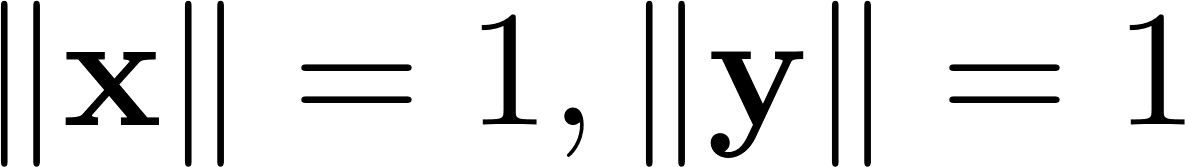 ‖𝐱‖ = 1, ‖𝐲‖ = 1